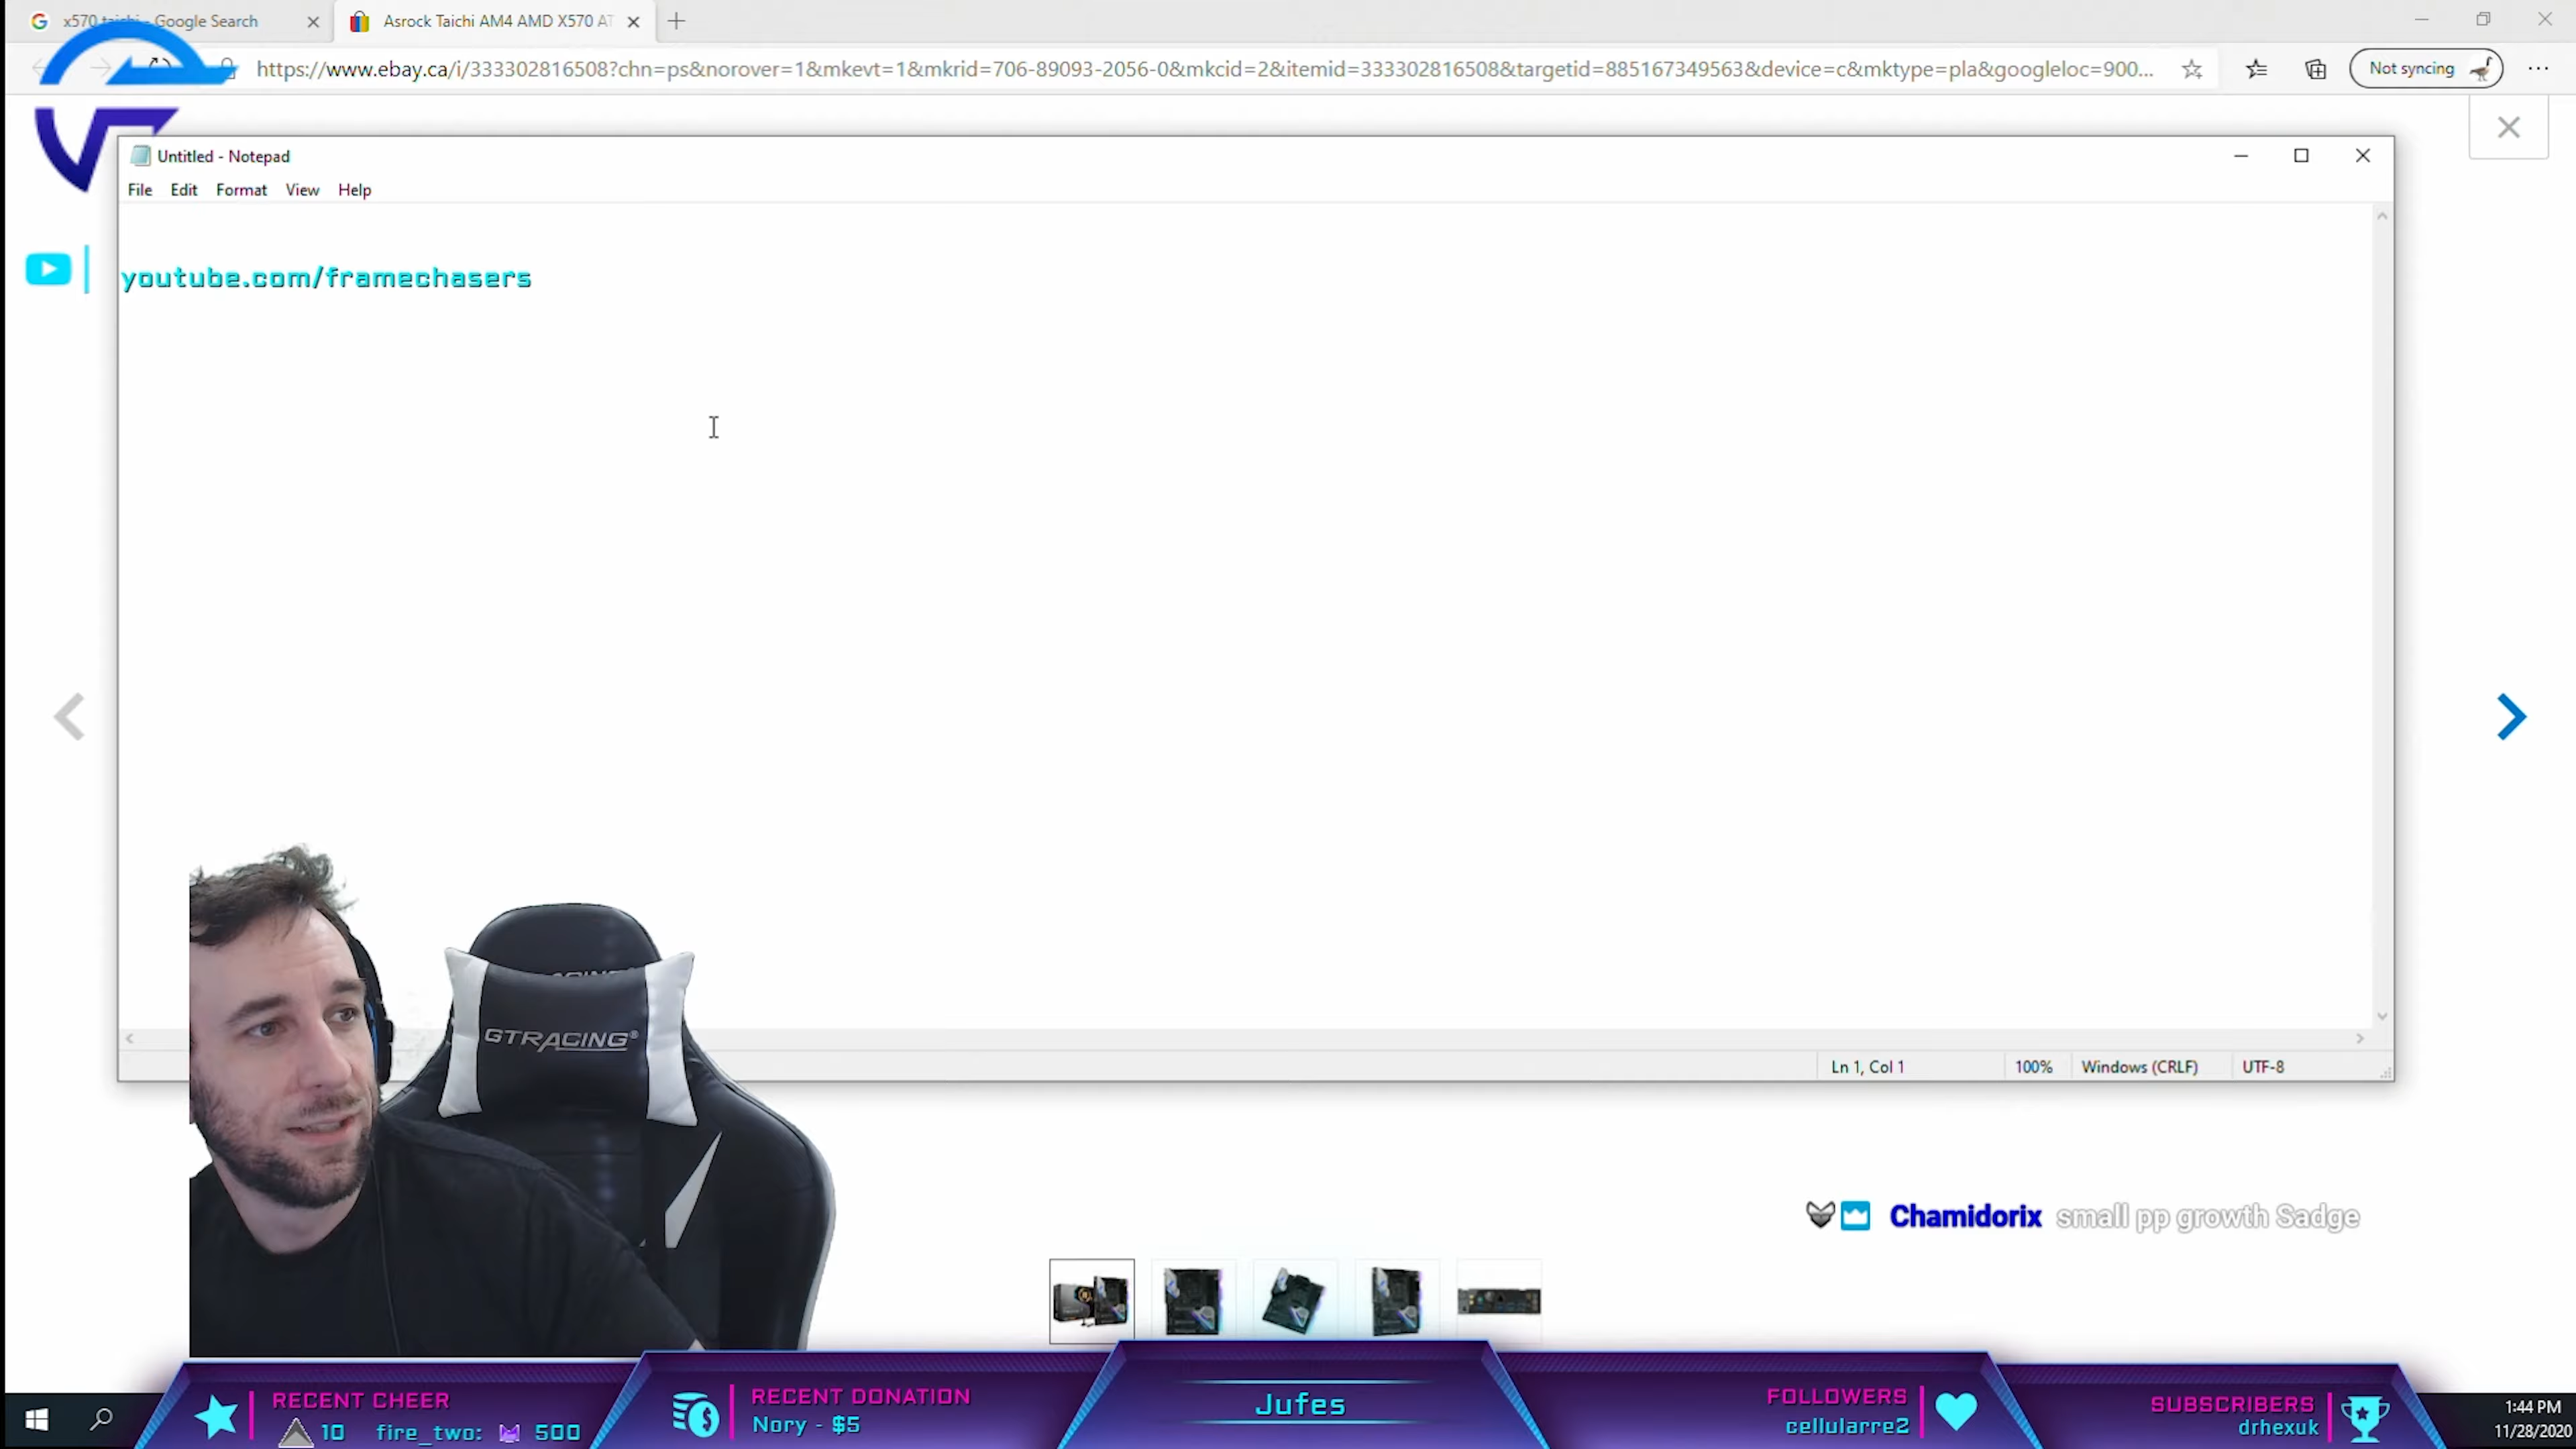 x570 taichi - Google Search
Asrock Taichi AM4 AMD X570 AT
https://www.ebay.ca/i/333302816508?chn=ps&norover=1&mkevt=1&mkrid=706-89093-2056-0&mkcid=2&itemid=333302816508&targetid=885167349563&device=c&mktype=pla&googleloc=900...
Not syncing
Untitled - Notepad
File Edit Format View Help
youtube.com/framechasers
GTRACING®
Ln 1, Col 1 100% Windows (CRLF) UTF-8
Chamidorix small pp growth Sadge
RECENT CHEER
10 fire_two: 500
RECENT DONATION
Nory - $5
Jufes
FOLLOWERS
cellularre2
SUBSCRIBERS
drhexuk
1:44 PM
11/28/2020